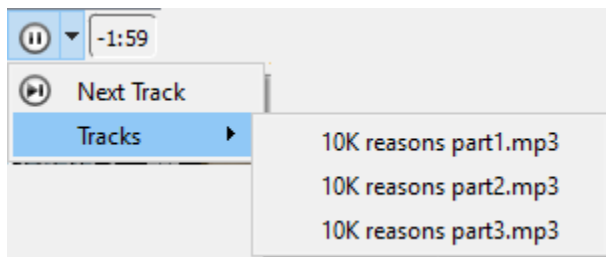 -1:59
Next Track
Tracks
10K reasons part1.mp3
10K reasons part2.mp3
10K reasons part3.mp3